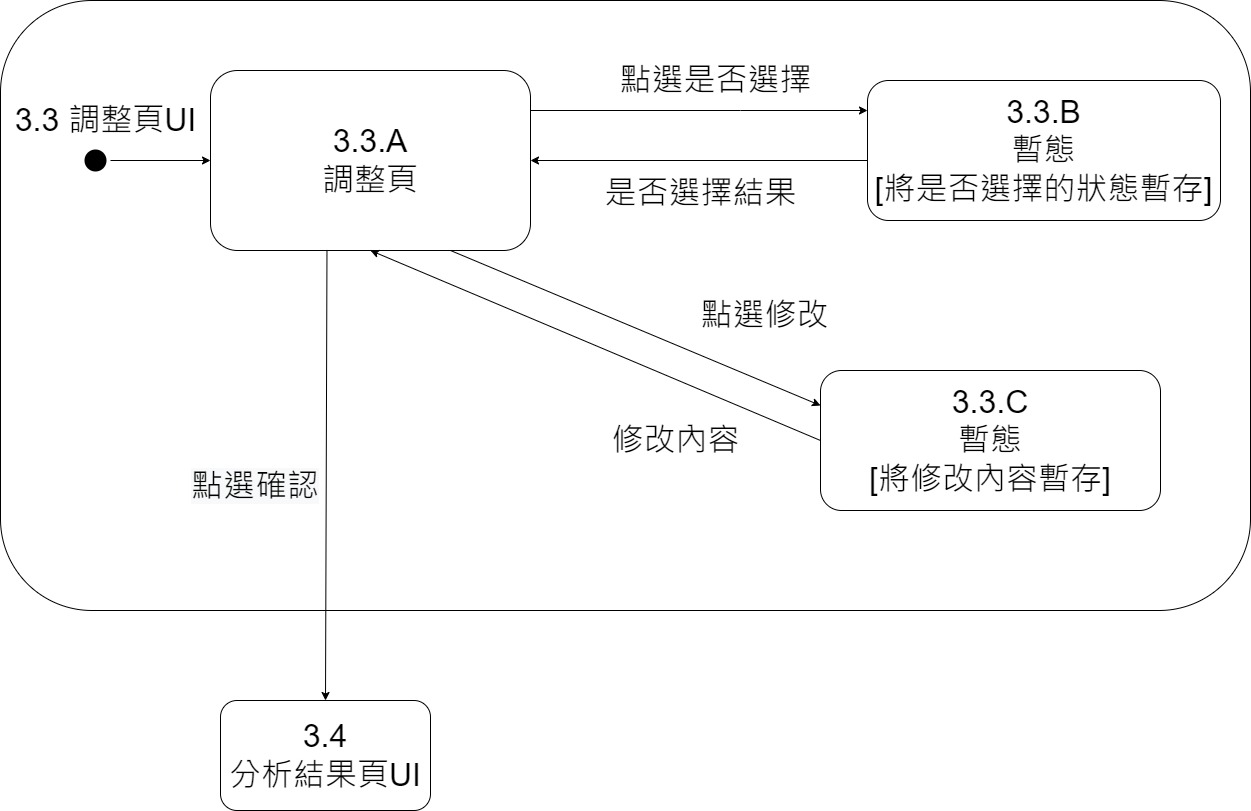 3.3 調整頁UI
3.3.A
調整頁
點選是否選擇
是否選擇結果
3.3.B
暫態
[將是否選擇的狀態暫存]
點選修改
修改內容
3.3.C
暫態
[將修改內容暫存]
點選確認
3.4
分析結果頁UI